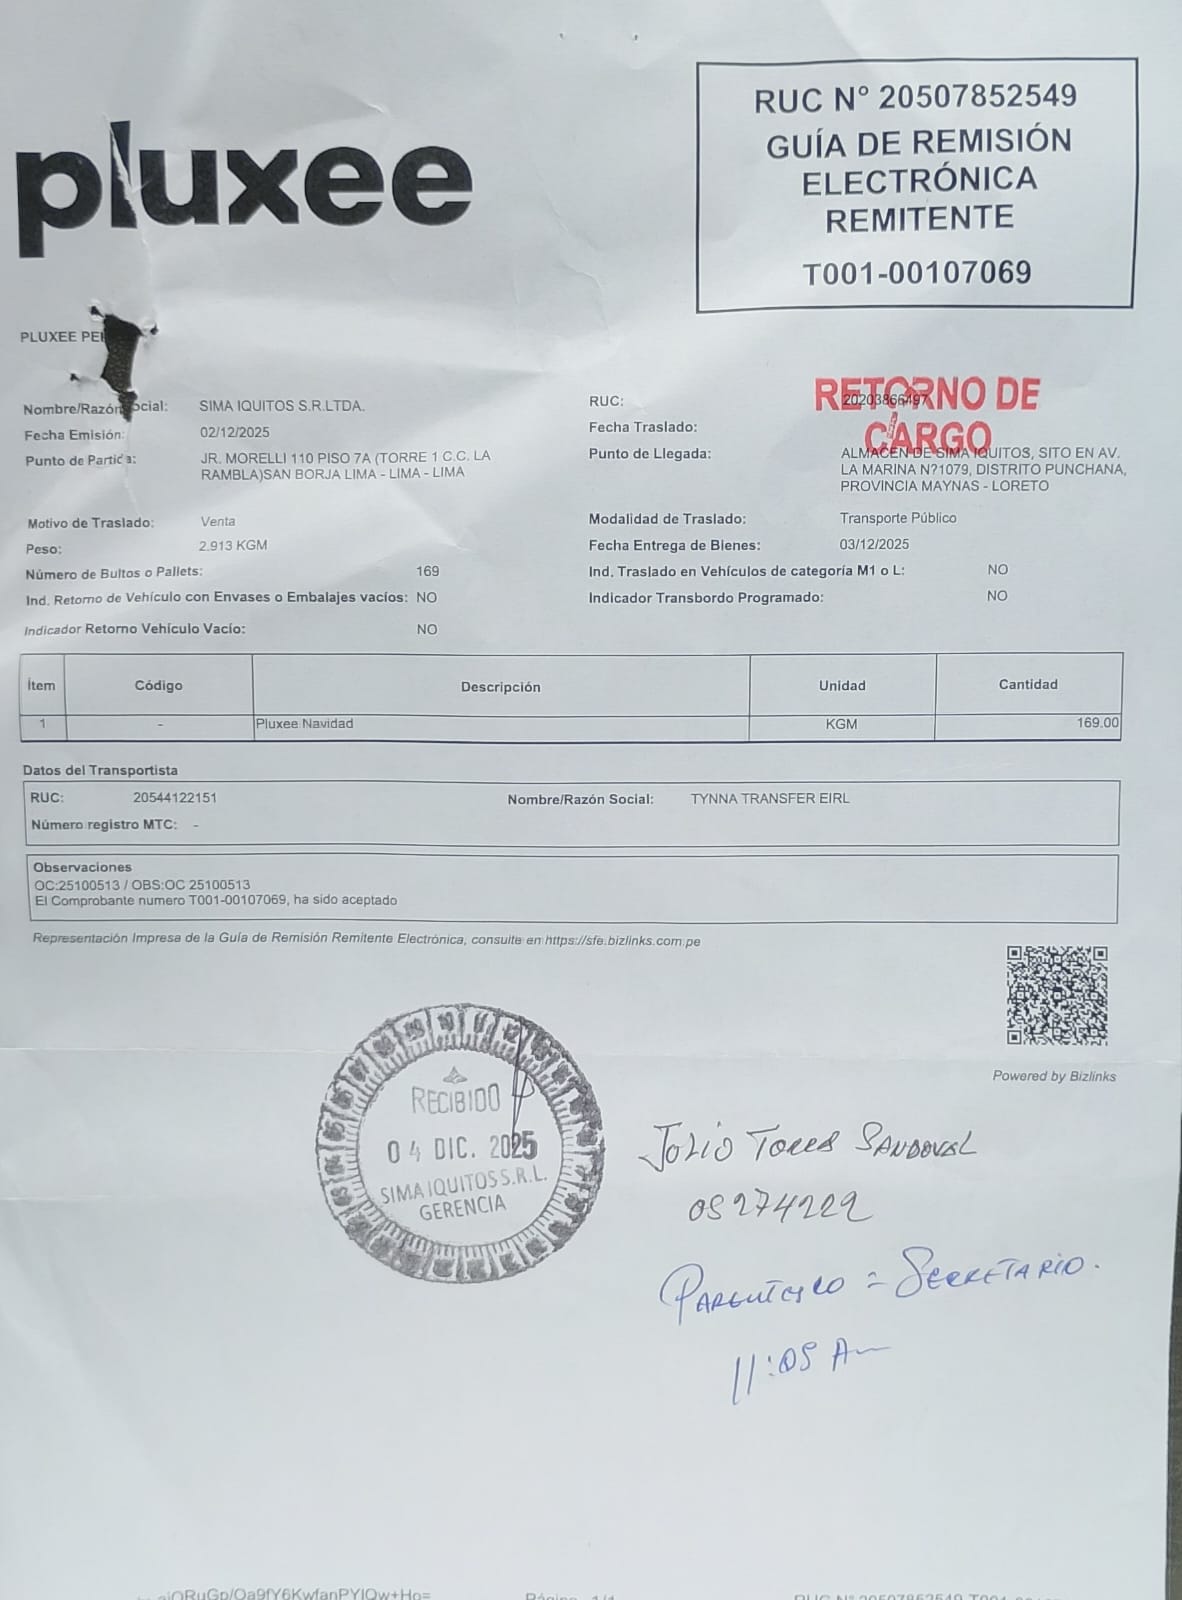 pluxee
RUC N° 20507852549
GUÍA DE REMISIÓN
ELECTRÓNICA
REMITENTE
T001-00107069
PLUXEE
RETORNO DE
CARGO
Nombre/Razón ocial: SIMA IQUITOS S.R.LTDA.
RUC: 20203866497
Fecha Emisión: 02/12/2025
Fecha Traslado:
Punto de Partida: JR. MORELLI 110 PISO 7A (TORRE 1 C.C. LA
RAMBLA)SAN BORJA LIMA - LIMA - LIMA
Punto de Llegada: ALMACEN DE SIMA IQUITOS, SITO EN AV.
LA MARINA N?1079, DISTRITO PUNCHANA,
PROVINCIA MAYNAS - LORETO
Motivo de Traslado: Venta
Modalidad de Traslado: Transporte Público
Peso: 2.913 KGM
Fecha Entrega de Bienes: 03/12/2025
Número de Bultos o Pallets: 169
Ind. Traslado en Vehículos de categoría M1 o L: NO
Ind. Retorno de Vehículo con Envases o Embalajes vacíos: NO
Indicador Transbordo Programado: NO
Indicador Retorno Vehículo Vacío: NO
Ítem Código Descripción Unidad Cantidad
1 - Pluxee Navidad KGM 169.00
Datos del Transportista
RUC: 20544122151 Nombre/Razón Social: TYNNA TRANSFER EIRL
Número registro MTC: -
Observaciones
OC:25100513 / OBS:OC 25100513
El Comprobante numero T001-00107069, ha sido aceptado
Representación Impresa de la Guía de Remisión Remitente Electrónica, consulte en https://sfe.bizlinks.com.pe
Powered by Bizlinks
RECIBIDO
04 DIC. 2025
SIMA IQUITOS S.R.L.
GERENCIA
Julio Torres SANDOVAL
05274222
PARENTESCO = SECRETARIO.
11:05 Am
Página 1/1